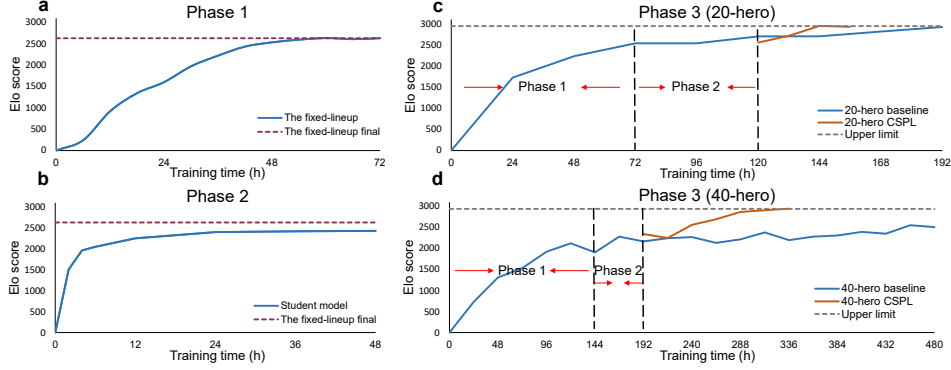 a
Phase 1
3000
2500
2000
1500
1000
500
0
Elo score
The fixed-lineup
The fixed-lineup final
0 24 48 72
Training time (h)
b
Phase 2
3000
2500
2000
1500
1000
500
0
Elo score
Student model
The fixed-lineup final
0 12 24 36 48
Training time (h)
c
Phase 3 (20-hero)
3000
2500
2000
1500
1000
500
0
Elo score
Phase 1 Phase 2
20-hero baseline
20-hero CSPL
Upper limit
0 24 48 72 96 120 144 168 192
Training time (h)
d
Phase 3 (40-hero)
3000
2500
2000
1500
1000
500
0
Elo score
Phase 1 Phase 2
40-hero baseline
40-hero CSPL
Upper limit
0 48 96 144 192 240 288 336 384 432 480
Training time (h)